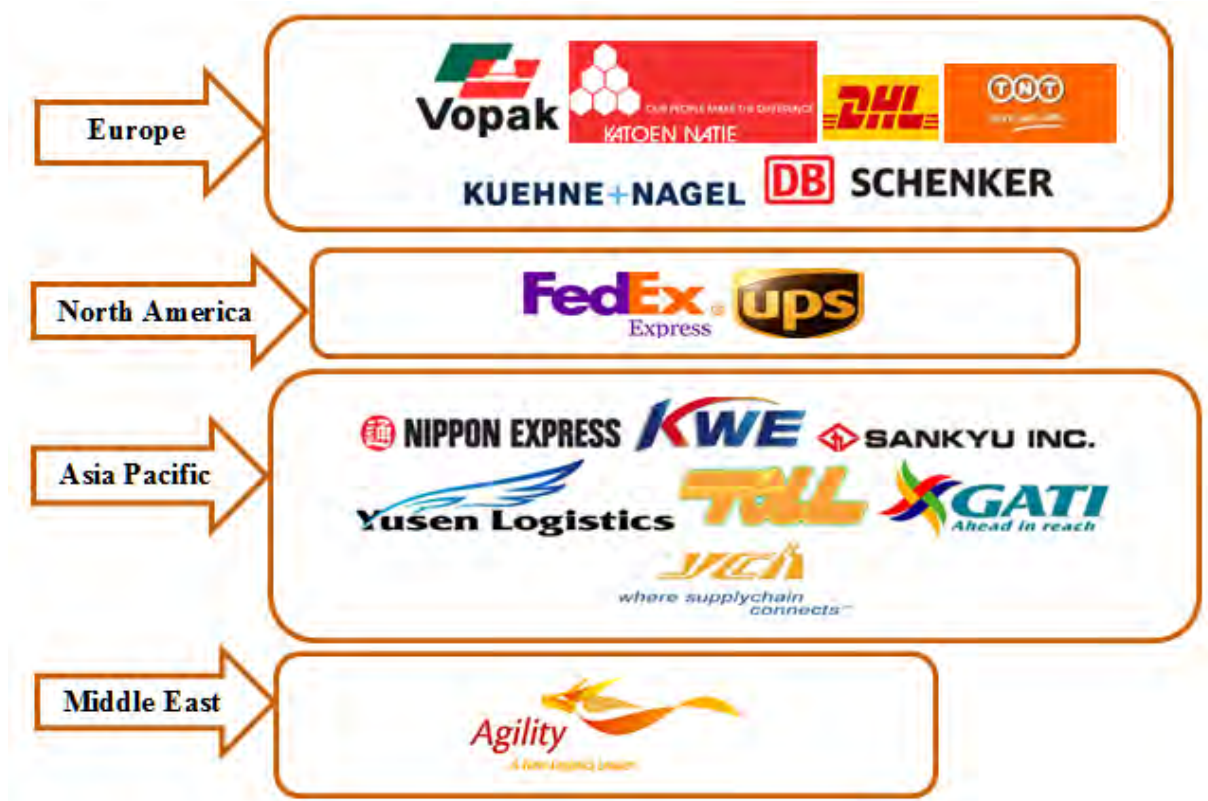 Europe
Vopak
OUR PEOPLE MAKE THE DIFFERENCE
KATOEN NATIE
DHL
TNT
KUEHNE+NAGEL
DB SCHENKER
North America
FedEx®
Express
ups
Asia Pacific
通 NIPPON EXPRESS
KWE
SANKYU INC.
Yusen Logistics
TOLL
GATI
Ahead in reach
YCH
where supplychain
connects
Middle East
Agility